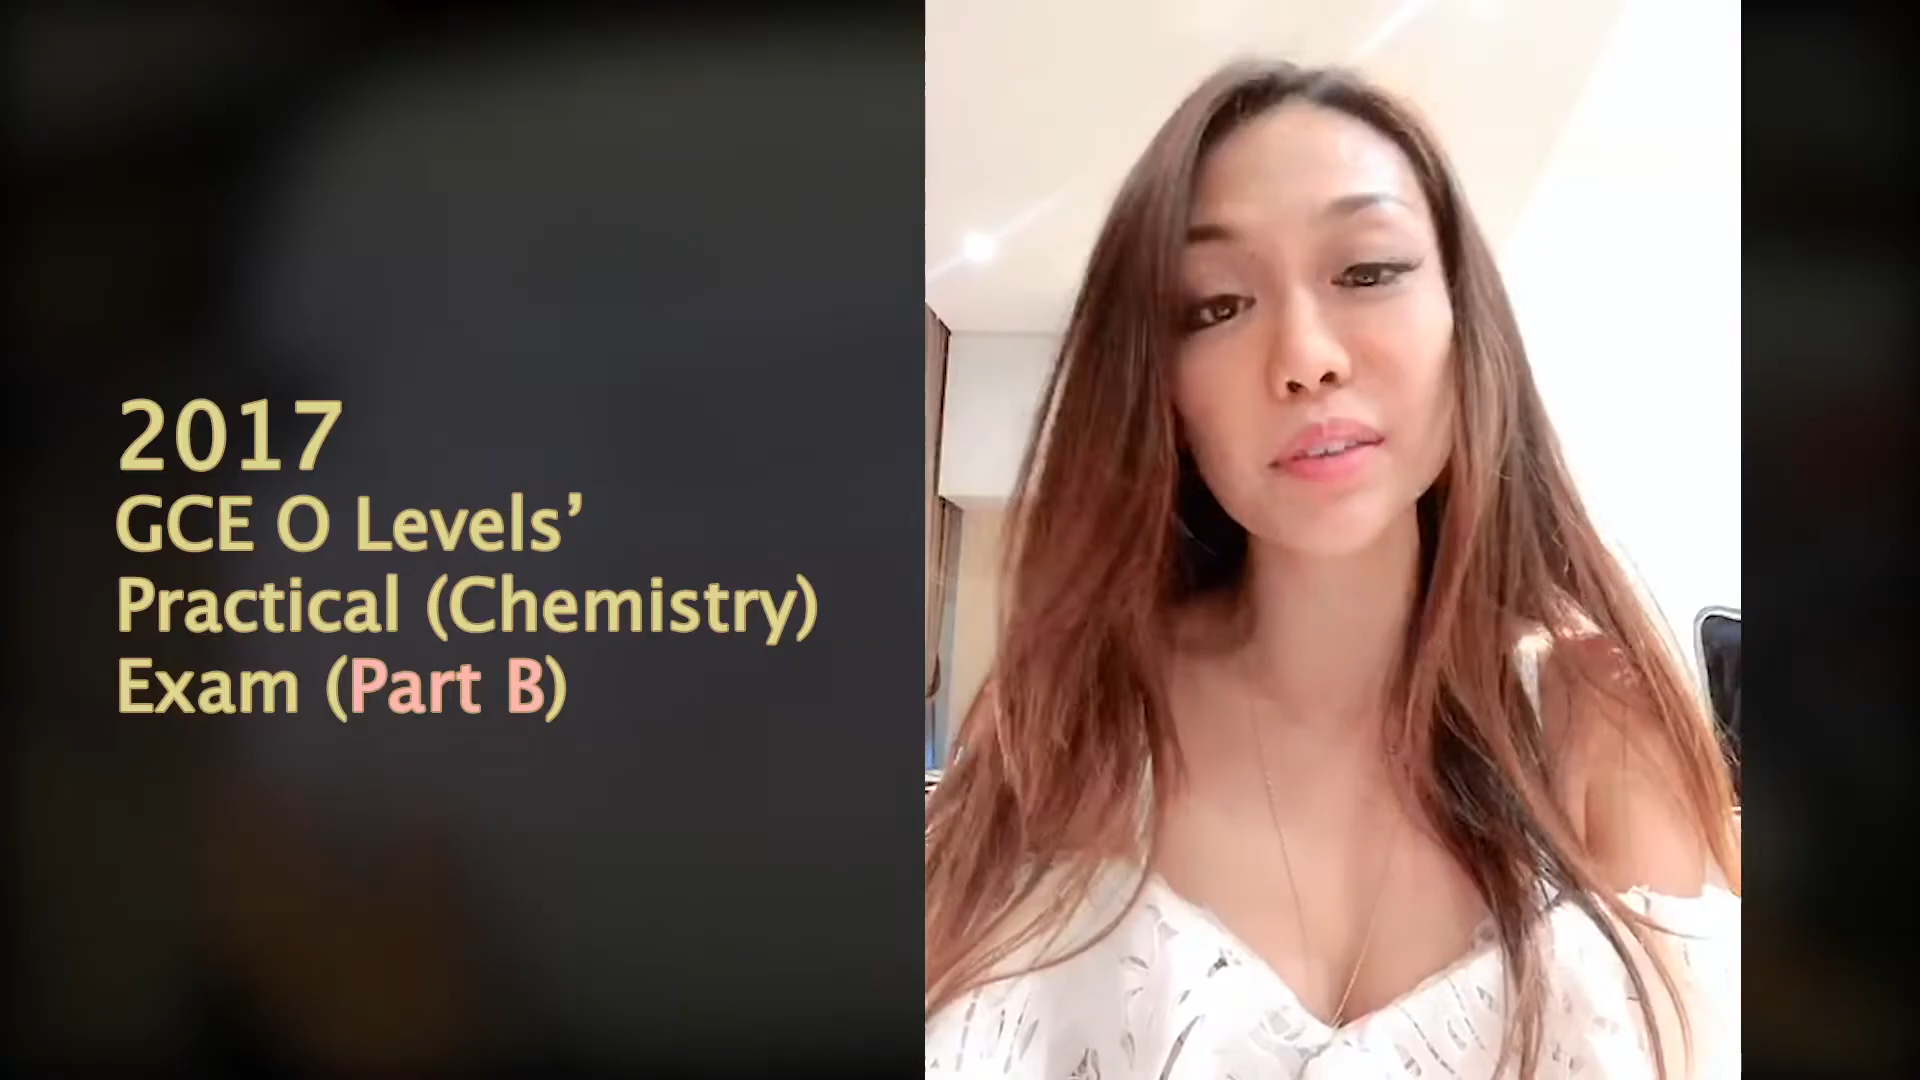 2017
GCE O Levels’
Practical (Chemistry)
Exam (Part B)